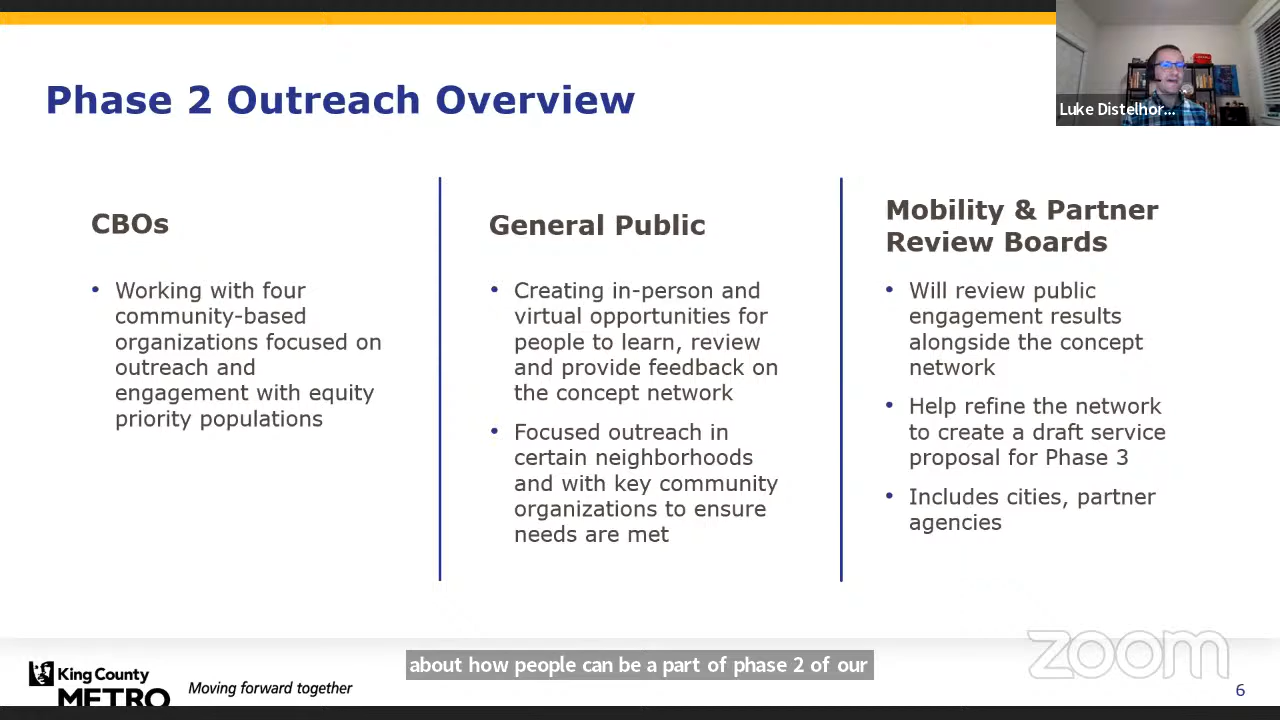 Phase 2 Outreach Overview
Luke Distelhor...
CBOs
• Working with four
community-based
organizations focused on
outreach and
engagement with equity
priority populations
General Public
• Creating in-person and
virtual opportunities for
people to learn, review
and provide feedback on
the concept network
• Focused outreach in
certain neighborhoods
and with key community
organizations to ensure
needs are met
Mobility & Partner
Review Boards
• Will review public
engagement results
alongside the concept
network
• Help refine the network
to create a draft service
proposal for Phase 3
• Includes cities, partner
agencies
about how people can be a part of phase 2 of our
King County
METRO
Moving forward together
zoom
6